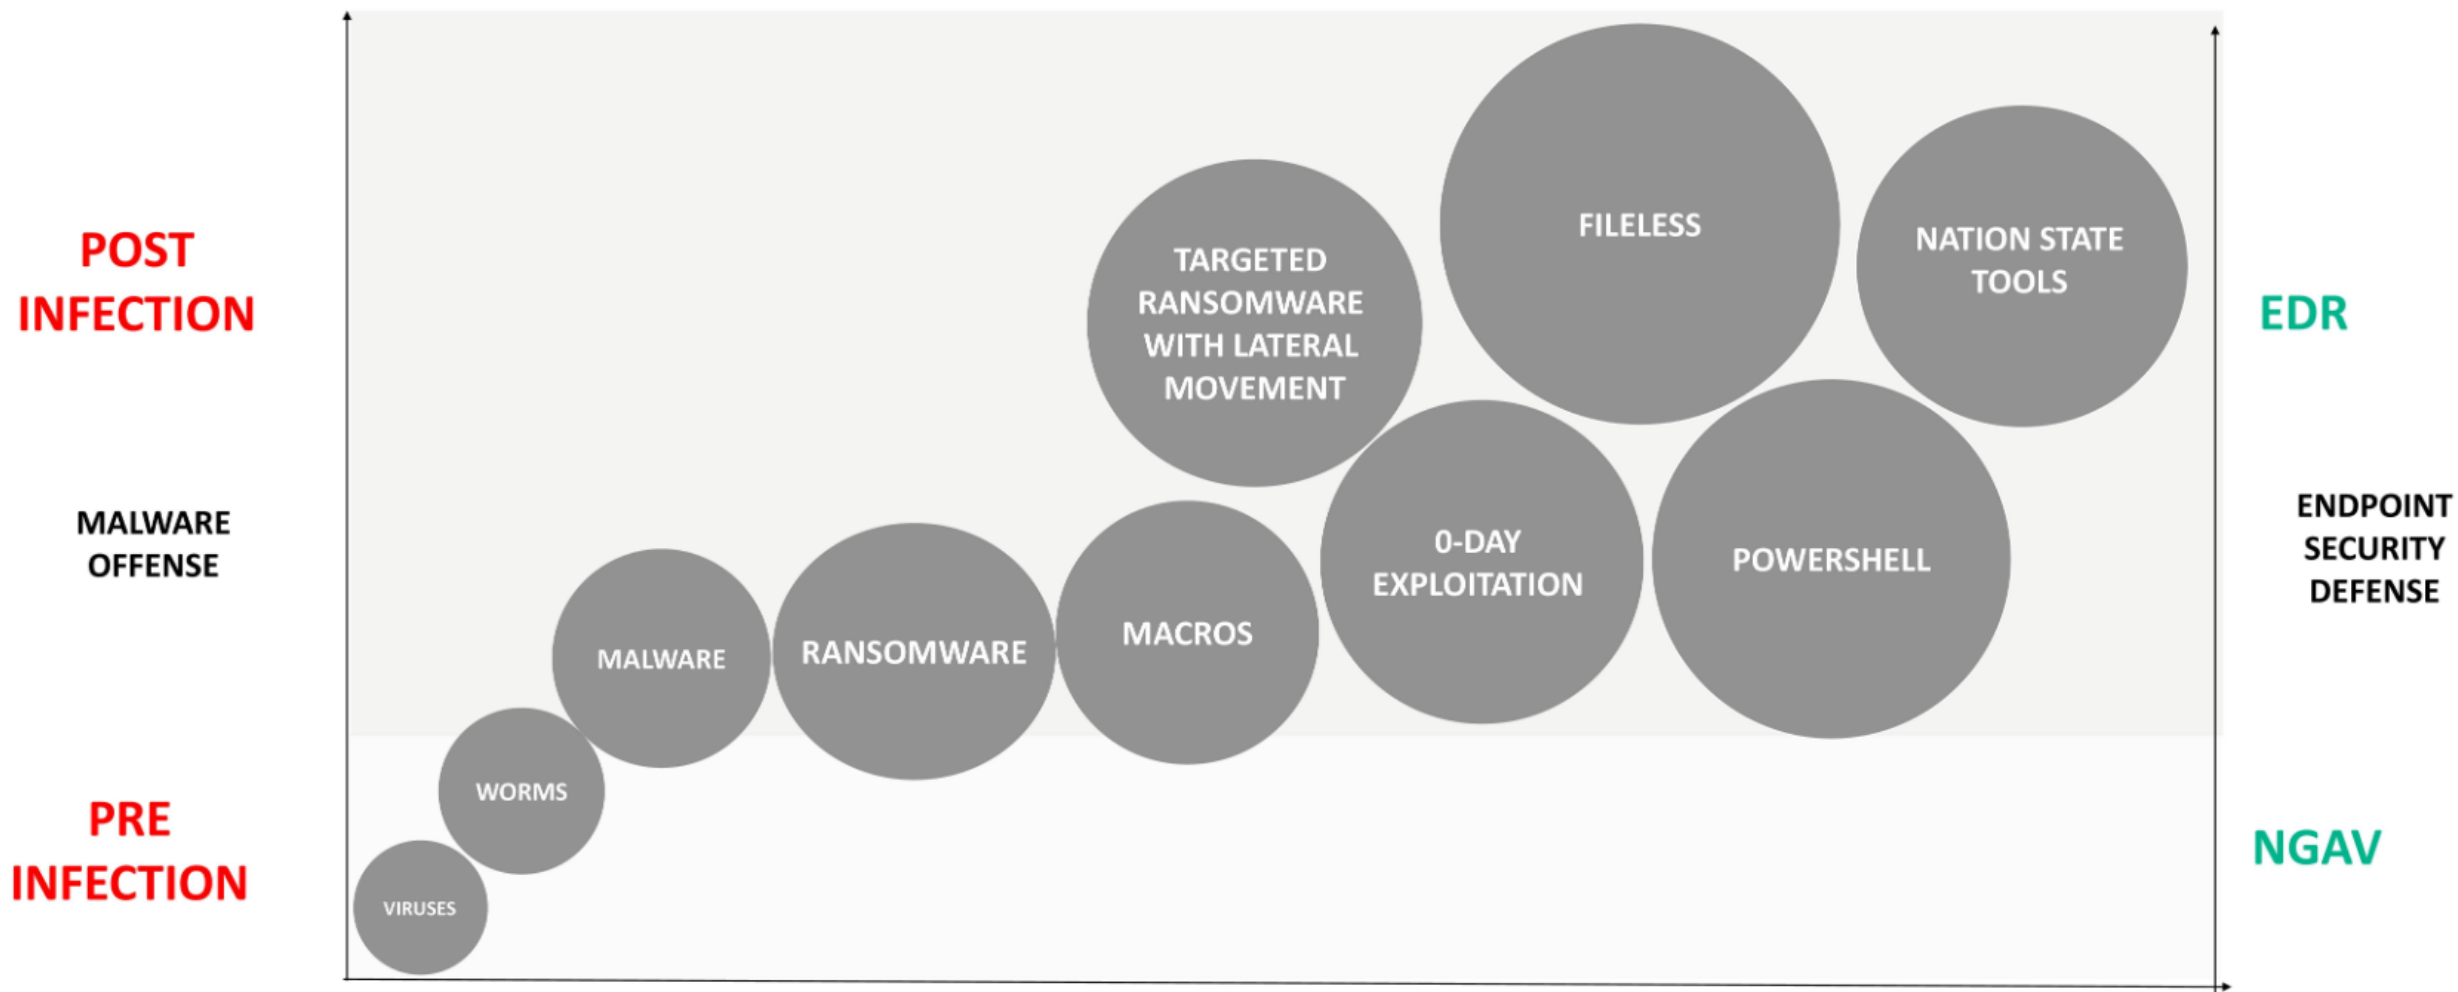 POST
INFECTION
MALWARE
OFFENSE
PRE
INFECTION
VIRUSES
WORMS
MALWARE
RANSOMWARE
MACROS
TARGETED
RANSOMWARE
WITH LATERAL
MOVEMENT
0-DAY
EXPLOITATION
FILELESS
POWERSHELL
NATION STATE
TOOLS
EDR
ENDPOINT
SECURITY
DEFENSE
NGAV